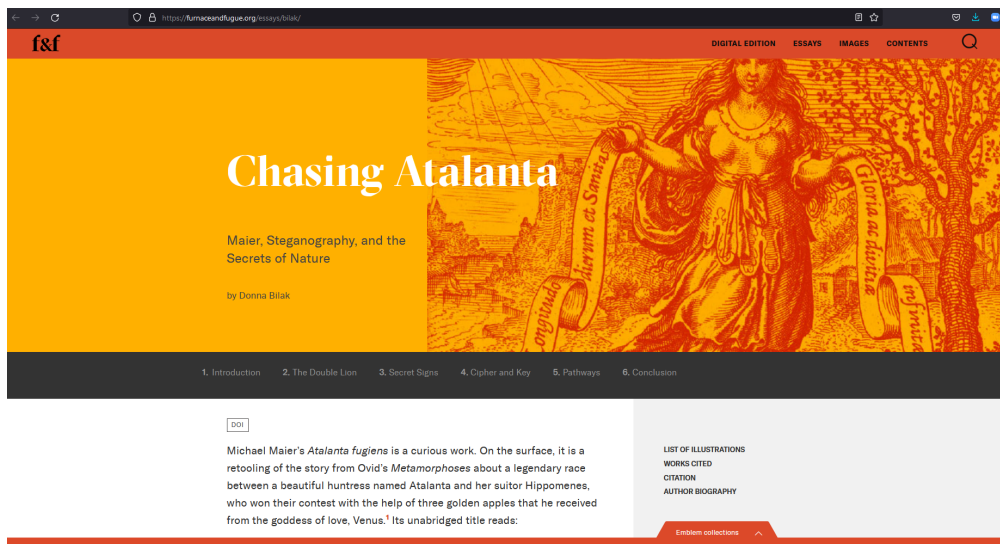 https://furnaceandfugue.org/essays/bilak/
f&f
DIGITAL EDITION ESSAYS IMAGES CONTENTS
Chasing Atalanta
Maier, Steganography, and the
Secrets of Nature
by Donna Bilak
Gloria ac divitiæ
infinitæ
1. Introduction 2. The Double Lion 3. Secret Signs 4. Cipher and Key 5. Pathways 6. Conclusion
DOI
Michael Maier's Atalanta fugiens is a curious work. On the surface, it is a
retooling of the story from Ovid's Metamorphoses about a legendary race
between a beautiful huntress named Atalanta and her suitor Hippomenes,
who won their contest with the help of three golden apples that he received
from the goddess of love, Venus.1 Its unabridged title reads:
LIST OF ILLUSTRATIONS
WORKS CITED
CITATION
AUTHOR BIOGRAPHY
Emblem collections